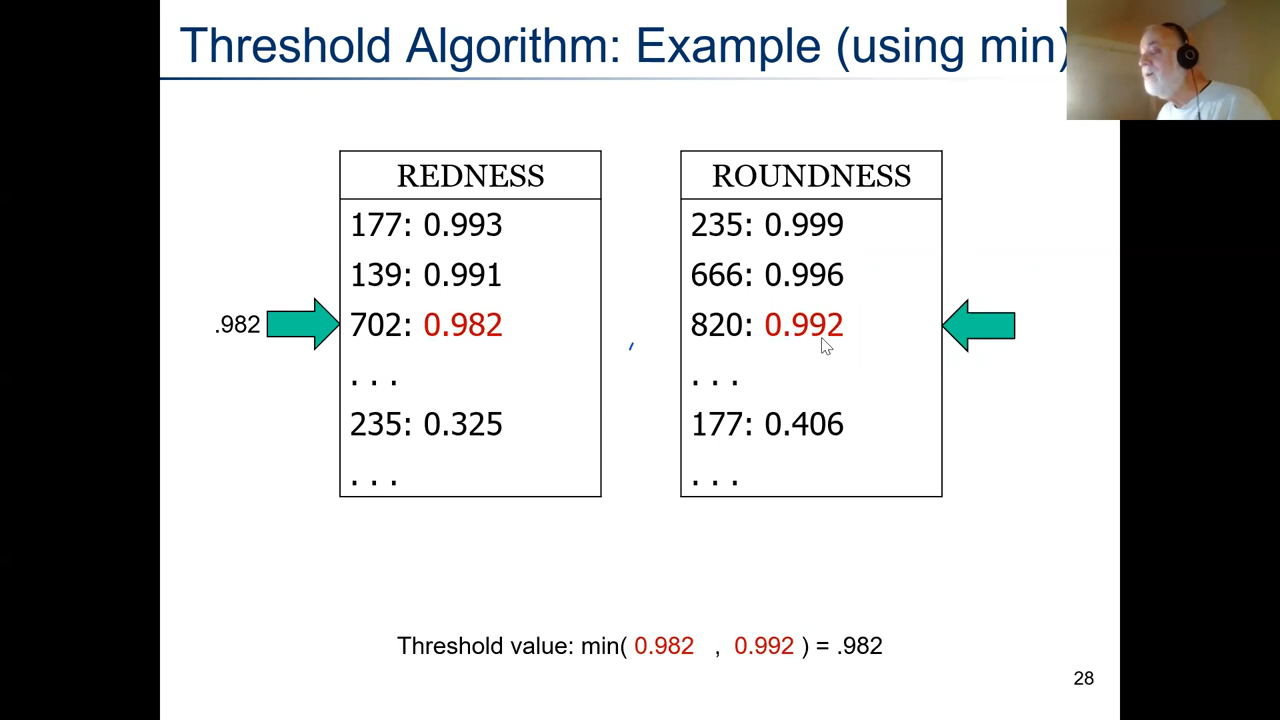 Threshold Algorithm: Example (using min)
REDNESS
177: 0.993
139: 0.991
.982
702: 0.982
. . .
235: 0.325
. . .
ROUNDNESS
235: 0.999
666: 0.996
820: 0.992
. . .
177: 0.406
. . .
Threshold value: min( 0.982 , 0.992 ) = .982
28